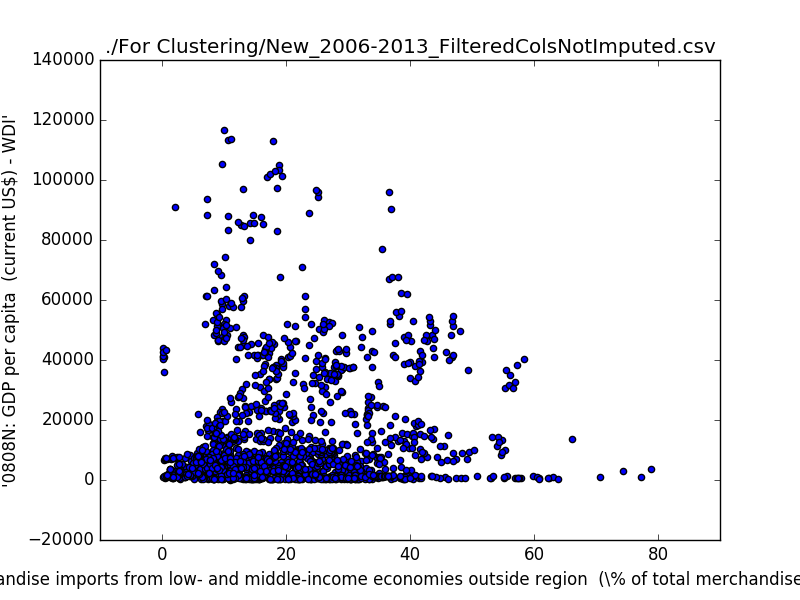 ./For Clustering/New_2006-2013_FilteredColsNotImputed.csv
140000
120000
100000
80000
60000
40000
20000
0
−20000
'0808N: GDP per capita (current US$) - WDI'
0 20 40 60 80
andise imports from low- and middle-income economies outside region (\% of total merchandise